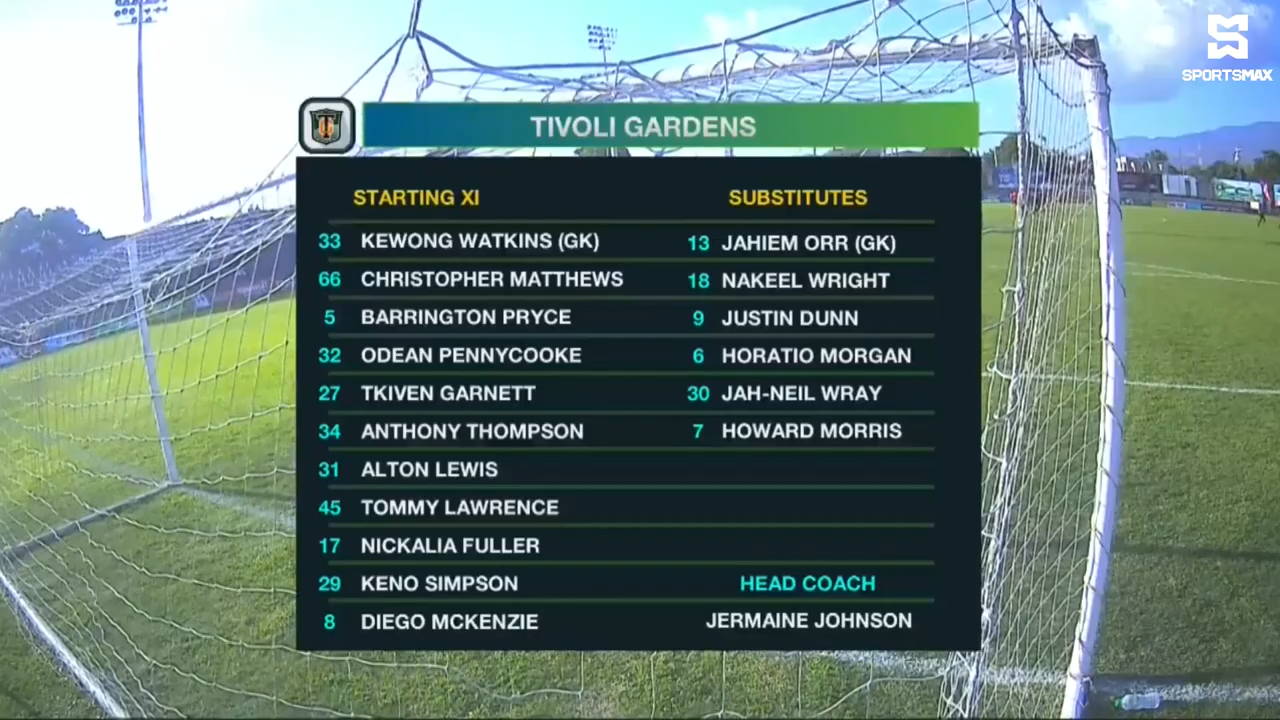 SPORTSMAX
TIVOLI GARDENS
STARTING XI
33 KEWONG WATKINS (GK)
66 CHRISTOPHER MATTHEWS
5 BARRINGTON PRYCE
32 ODEAN PENNYCOOKE
27 TKIVEN GARNETT
34 ANTHONY THOMPSON
31 ALTON LEWIS
45 TOMMY LAWRENCE
17 NICKALIA FULLER
29 KENO SIMPSON
8 DIEGO MCKENZIE
SUBSTITUTES
13 JAHIEM ORR (GK)
18 NAKEEL WRIGHT
9 JUSTIN DUNN
6 HORATIO MORGAN
30 JAH-NEIL WRAY
7 HOWARD MORRIS
HEAD COACH
JERMAINE JOHNSON